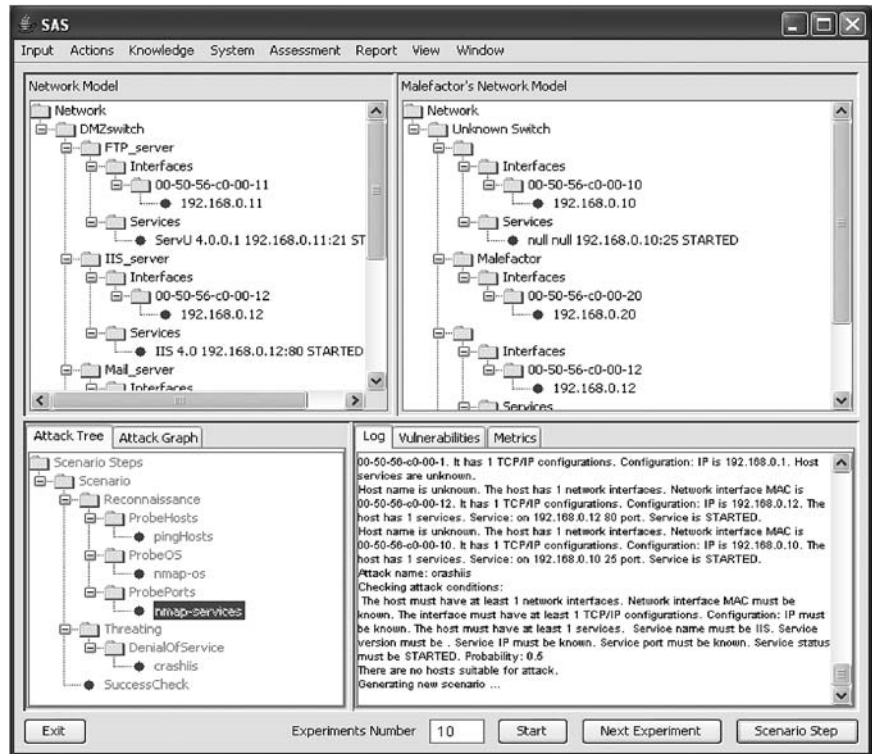 SAS
Input Actions Knowledge System Assessment Report View Window
Network Model
Network
DMZswitch
FTP_server
Interfaces
00-50-56-c0-00-11
192.168.0.11
Services
ServU 4.0.0.1 192.168.0.11:21 ST
IIS_server
Interfaces
00-50-56-c0-00-12
192.168.0.12
Services
IIS 4.0 192.168.0.12:80 STARTED
Mail_server
Interfaces
Malefactor's Network Model
Network
Unknown Switch
Interfaces
00-50-56-c0-00-10
192.168.0.10
Services
null null 192.168.0.10:25 STARTED
Malefactor
Interfaces
00-50-56-c0-00-20
192.168.0.20
Interfaces
00-50-56-c0-00-12
192.168.0.12
Services
Attack Tree Attack Graph
Scenario Steps
Scenario
Reconnaissance
ProbeHosts
pingHosts
ProbeOS
nmap-os
ProbePorts
nmap-services
Threating
DenialOfService
crashiis
SuccessCheck
Log Vulnerabilities Metrics
00-50-56-c0-00-1. It has 1 TCP/IP configurations. Configuration: IP is 192.168.0.1. Host
services are unknown.
Host name is unknown. The host has 1 network interfaces. Network interface MAC is
00-50-56-c0-00-12. It has 1 TCP/IP configurations. Configuration: IP is 192.168.0.12. The
host has 1 services. Service: on 192.168.0.12 80 port. Service is STARTED.
Host name is unknown. The host has 1 network interfaces. Network interface MAC is
00-50-56-c0-00-10. It has 1 TCP/IP configurations. Configuration: IP is 192.168.0.10. The
host has 1 services. Service: on 192.168.0.10 25 port. Service is STARTED.
Attack name: crashiis
Checking attack conditions:
The host must have at least 1 network interfaces. Network interface MAC must be
known. The interface must have at least 1 TCP/IP configurations. Configuration: IP must
be known. The host must have at least 1 services. Service name must be IIS. Service
version must be . Service IP must be known. Service port must be known. Service status
must be STARTED. Probability: 0.5
There are no hosts suitable for attack.
Generating new scenario ...
Exit
Experiments Number 10 Start Next Experiment Scenario Step